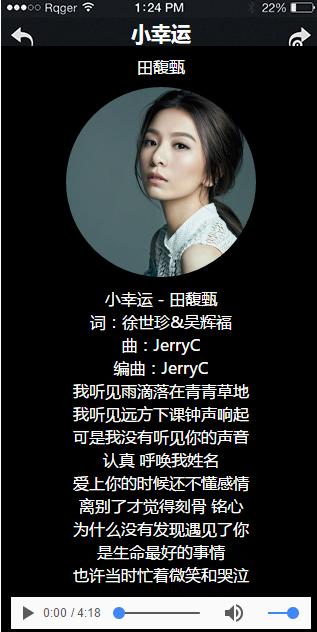 Rqger 1:24 PM 22%
小幸运
田馥甄
小幸运 - 田馥甄
词：徐世珍&吴辉福
曲：JerryC
编曲：JerryC
我听见雨滴落在青青草地
我听见远方下课钟声响起
可是我没有听见你的声音
认真 呼唤我姓名
爱上你的时候还不懂感情
离别了才觉得刻骨 铭心
为什么没有发现遇见了你
是生命最好的事情
也许当时忙着微笑和哭泣
0:00 / 4:18